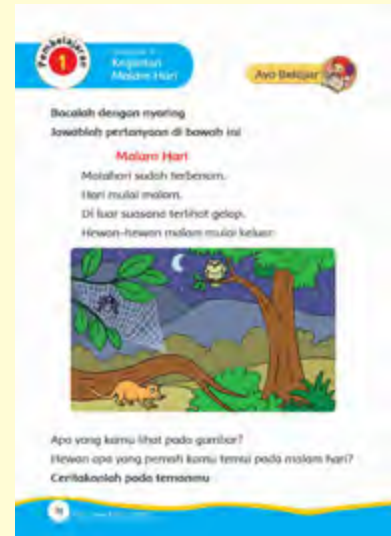 Pembelajaran
1
Kegiatan
Malam Hari
Ayo Belajar
Bacalah dengan nyaring
Jawablah pertanyaan di bawah ini
Malam Hari
Matahari sudah terbenam.
Hari mulai malam.
Di luar suasana terlihat gelap.
Hewan-hewan malam mulai keluar.
Apa yang kamu lihat pada gambar?
Hewan apa yang pernah kamu temui pada malam hari?
Ceritakanlah pada temanmu